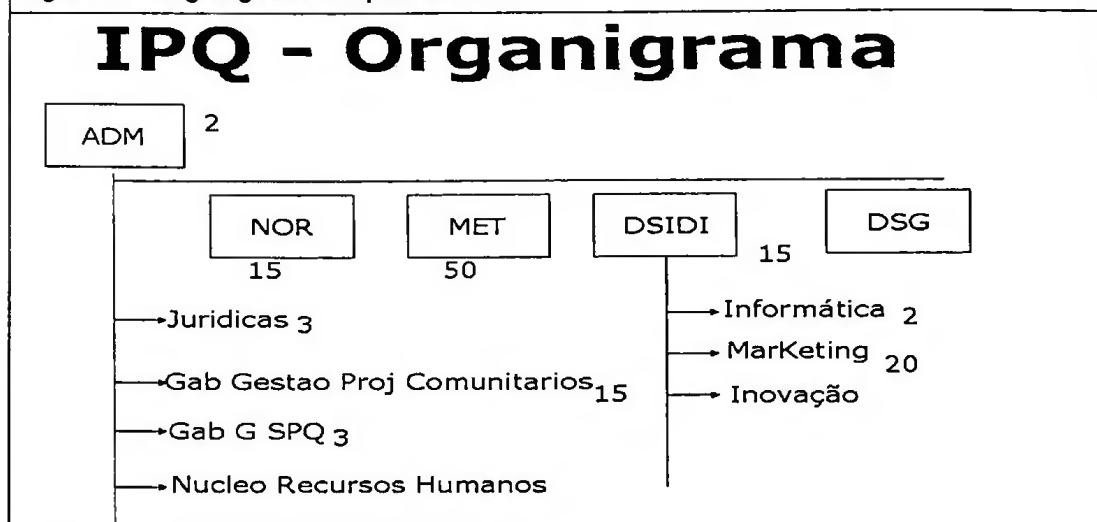 IPQ - Organigrama
ADM 2
NOR MET DSIDI DSG
15 50 15
Juridicas 3
Informática 2
MarKeting 20
Gab Gestao Proj Comunitarios 15
Inovação
Gab G SPQ 3
Nucleo Recursos Humanos